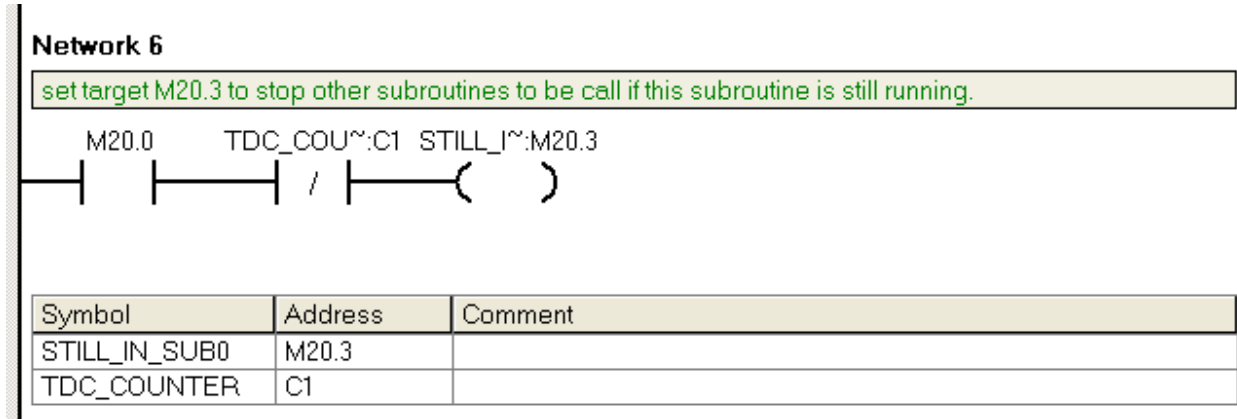 Network 6
set target M20.3 to stop other subroutines to be call if this subroutine is still running.
M20.0 TDC_COU~:C1 STILL_I~:M20.3
/
Symbol Address Comment
STILL_IN_SUB0 M20.3
TDC_COUNTER C1